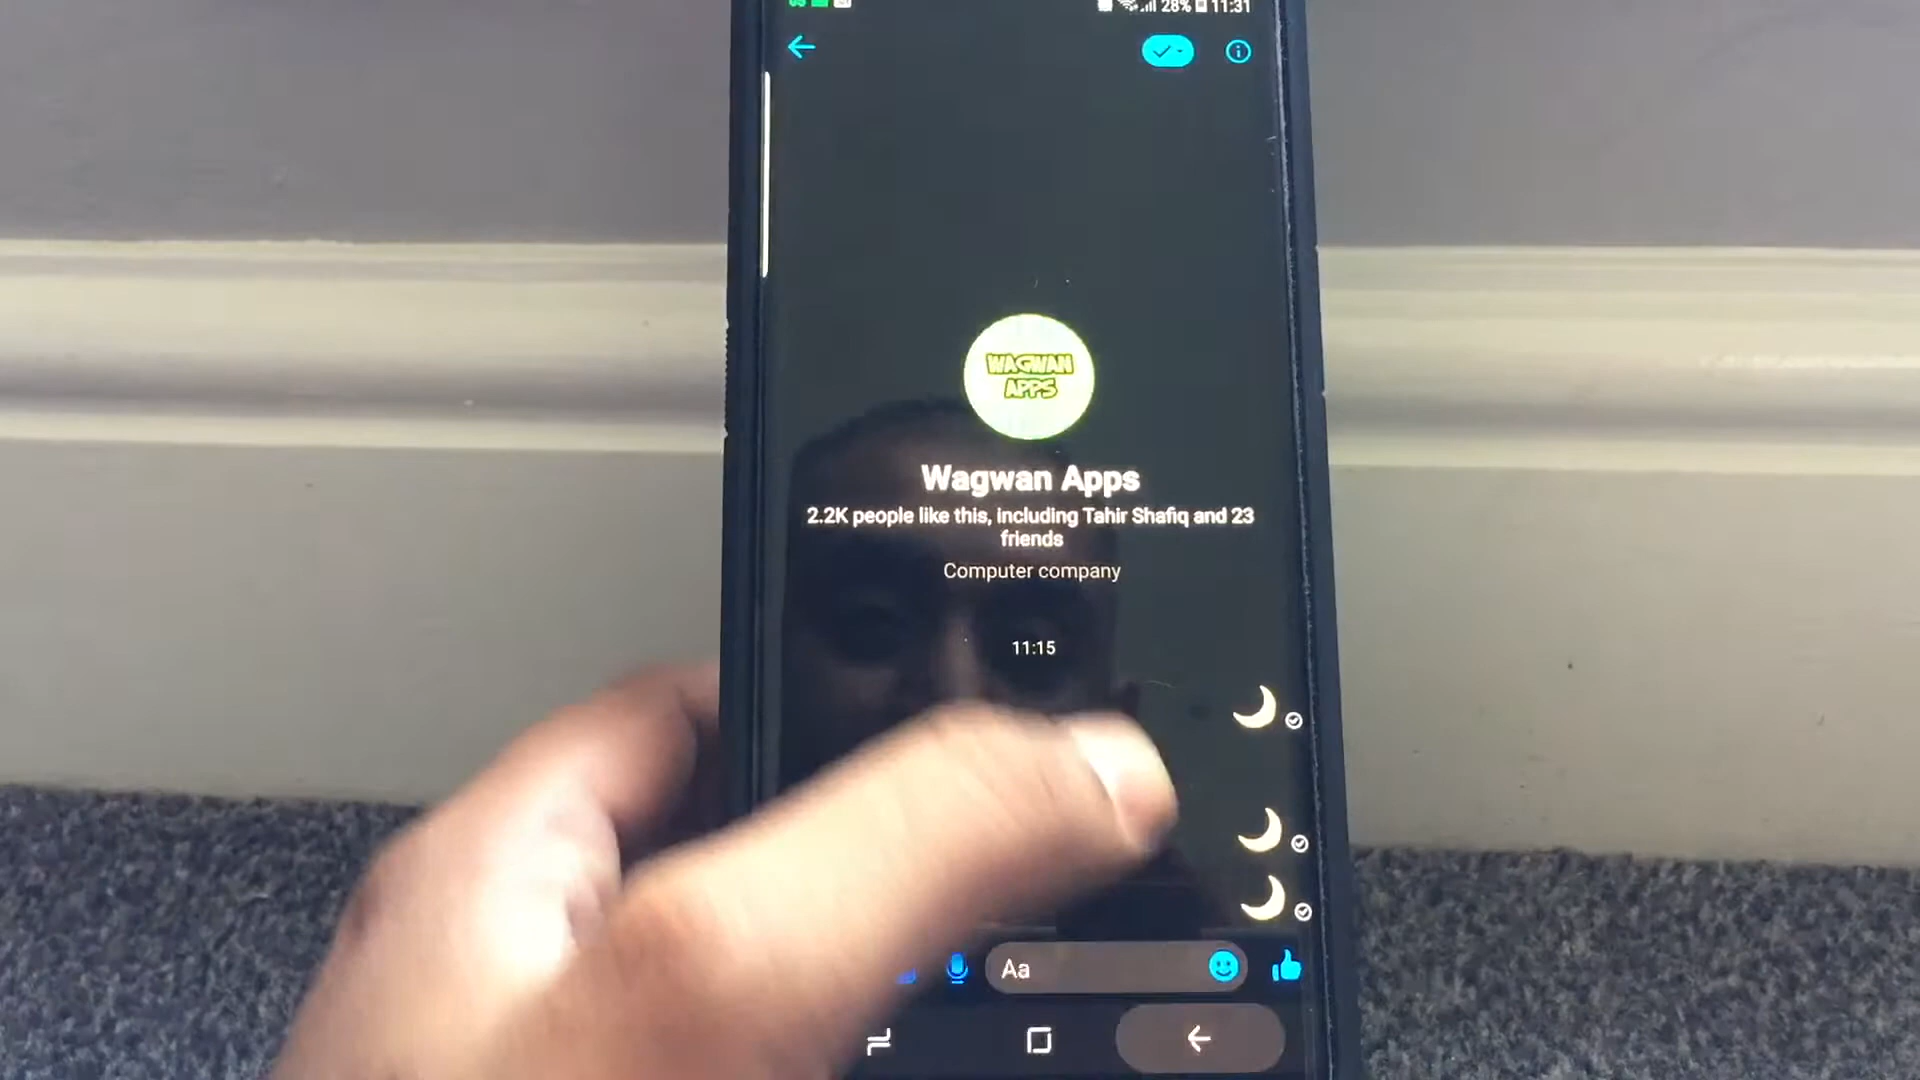 28% 11:31
WAGWAN
APPS
Wagwan Apps
2.2K people like this, including Tahir Shafiq and 23
friends
Computer company
11:15
Aa